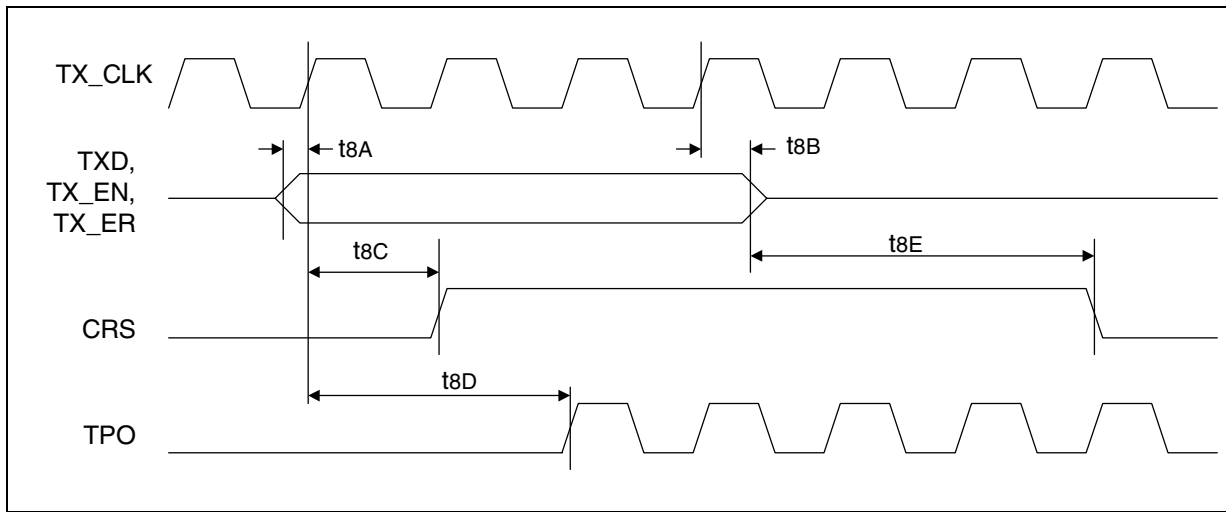 TX_CLK
t8A
t8B
TXD,
TX_EN,
TX_ER
t8C
t8E
CRS
t8D
TPO